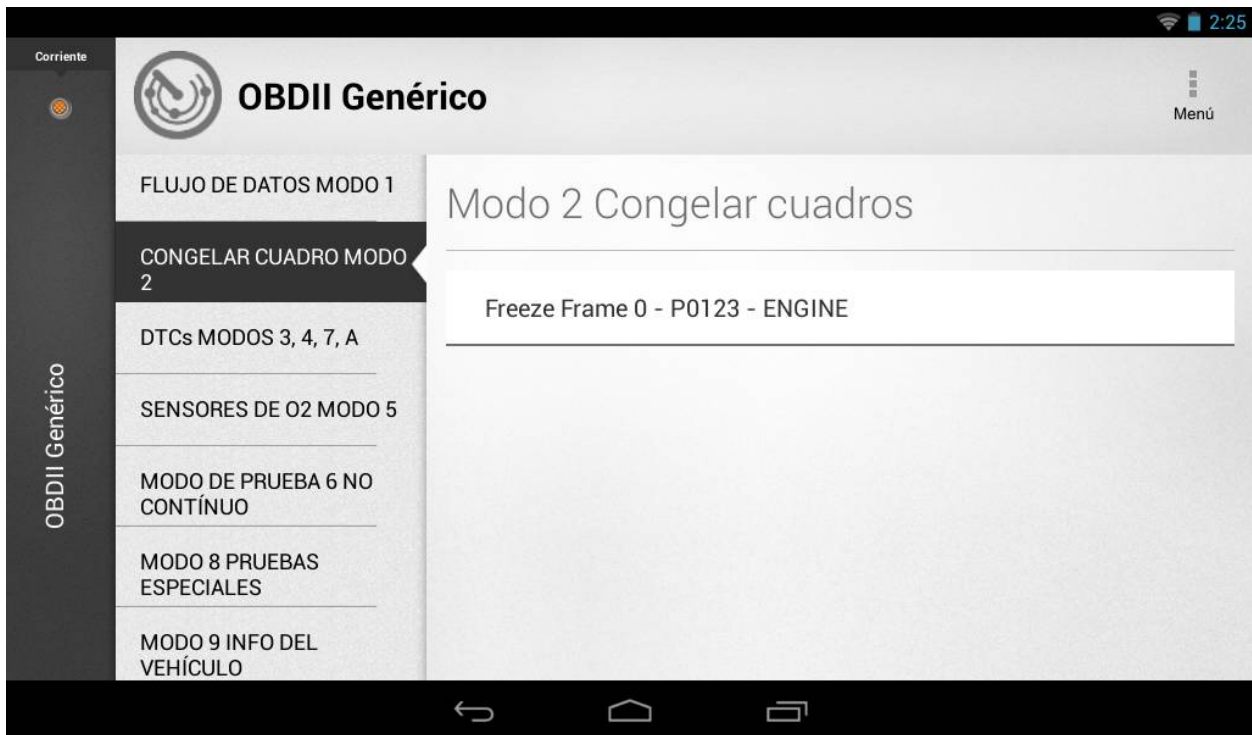 2:25
Corriente
OBDII Genérico
Menú
OBDII Genérico
FLUJO DE DATOS MODO 1
CONGELAR CUADRO MODO
2
DTCs MODOS 3, 4, 7, A
SENSORES DE O2 MODO 5
MODO DE PRUEBA 6 NO
CONTÍNUO
MODO 8 PRUEBAS
ESPECIALES
MODO 9 INFO DEL
VEHÍCULO
Modo 2 Congelar cuadros
Freeze Frame 0 - P0123 - ENGINE